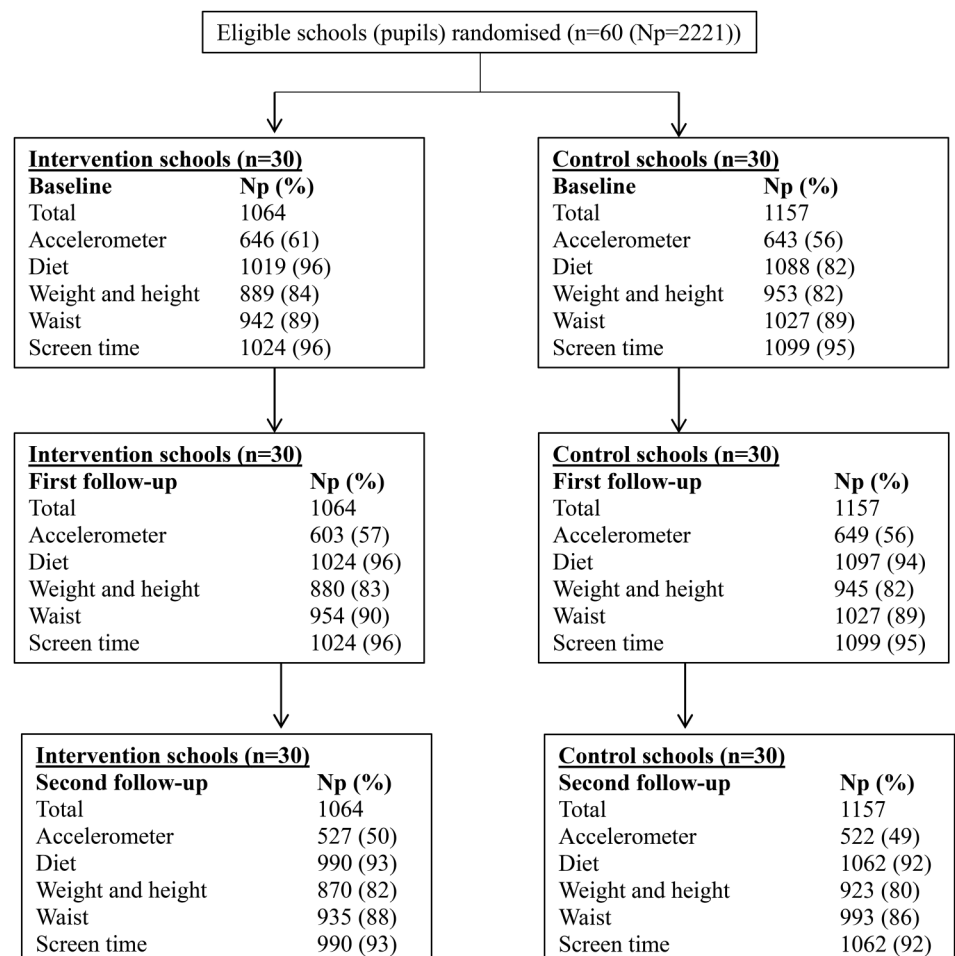 Eligible schools (pupils) randomised (n=60 (Np=2221))
Intervention schools (n=30)
Baseline Np (%)
Total 1064
Accelerometer 646 (61)
Diet 1019 (96)
Weight and height 889 (84)
Waist 942 (89)
Screen time 1024 (96)
Control schools (n=30)
Baseline Np (%)
Total 1157
Accelerometer 643 (56)
Diet 1088 (82)
Weight and height 953 (82)
Waist 1027 (89)
Screen time 1099 (95)
Intervention schools (n=30)
First follow-up Np (%)
Total 1064
Accelerometer 603 (57)
Diet 1024 (96)
Weight and height 880 (83)
Waist 954 (90)
Screen time 1024 (96)
Control schools (n=30)
First follow-up Np (%)
Total 1157
Accelerometer 649 (56)
Diet 1097 (94)
Weight and height 945 (82)
Waist 1027 (89)
Screen time 1099 (95)
Intervention schools (n=30)
Second follow-up Np (%)
Total 1064
Accelerometer 527 (50)
Diet 990 (93)
Weight and height 870 (82)
Waist 935 (88)
Screen time 990 (93)
Control schools (n=30)
Second follow-up Np (%)
Total 1157
Accelerometer 522 (49)
Diet 1062 (92)
Weight and height 923 (80)
Waist 993 (86)
Screen time 1062 (92)